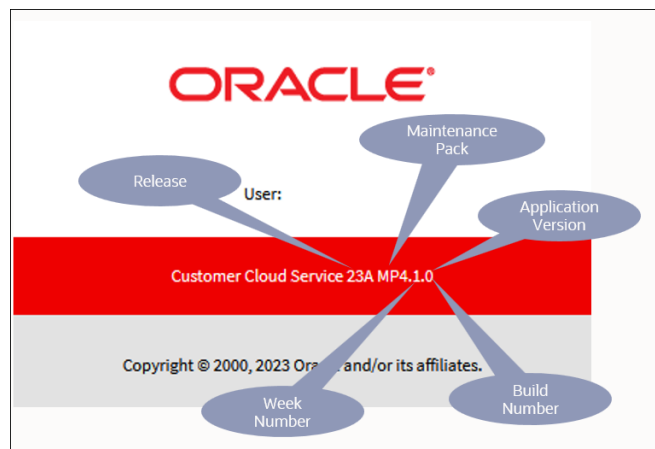 ORACLE®
Maintenance
Pack
Release
User:
Application
Version
Customer Cloud Service 23A MP4.1.0
Copyright © 2000, 2023 and/or its affiliates.
Week
Number
Build
Number